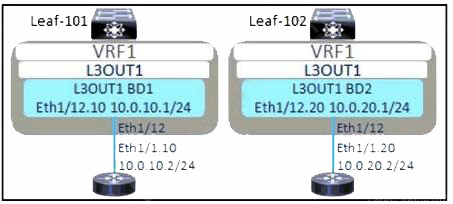 Leaf-101
VRF1
L3OUT1
L3OUT1 BD1
Eth1/12.10 10.0.10.1/24
Eth1/12
Eth1/1.10
10.0.10.2/24
Leaf-102
VRF1
L3OUT1
L3OUT1 BD2
Eth1/12.20 10.0.20.1/24
Eth1/12
Eth1/1.20
10.0.20.2/24